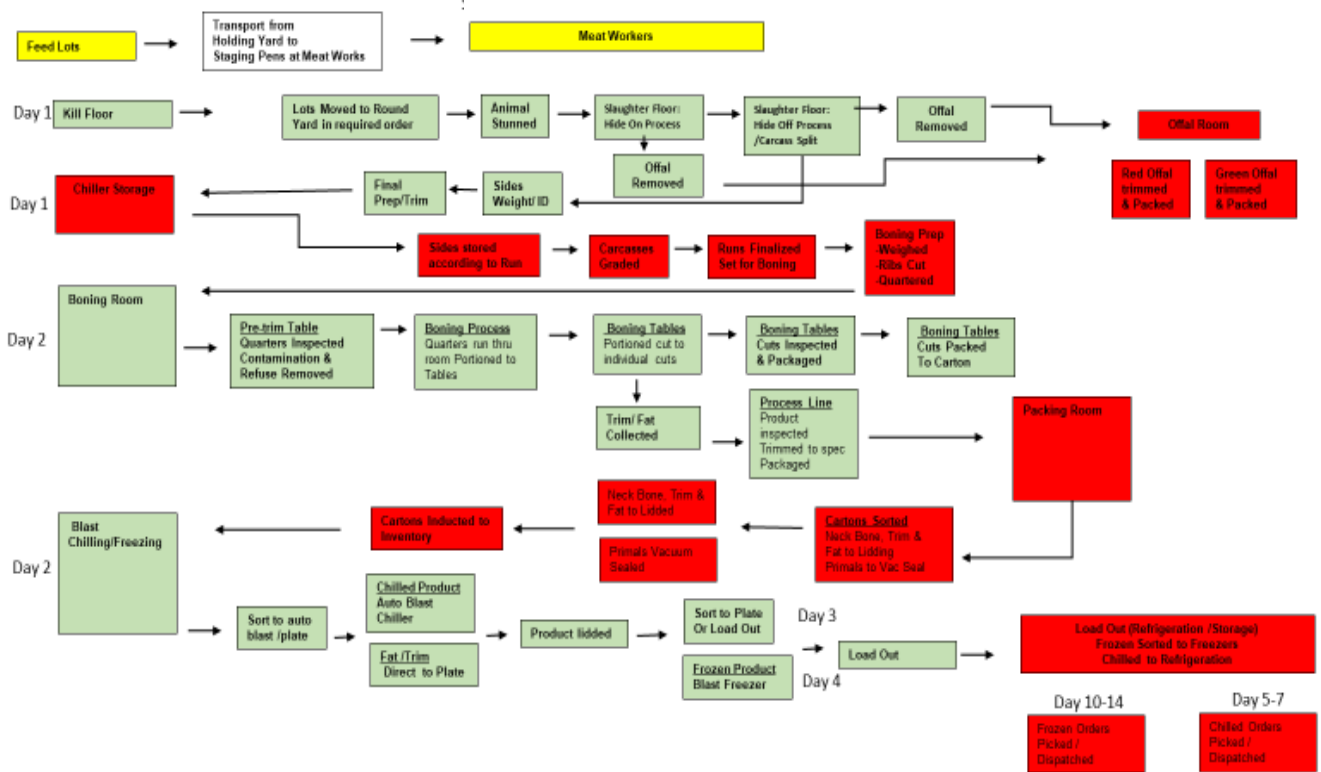 Feed Lots
Transport from
Holding Yard to
Staging Pens at Meat Works
Meat Workers
Day 1
Kill Floor
Lots Moved to Round
Yard in required order
Animal
Stunned
Slaughter Floor:
Hide On Process
Slaughter Floor:
Hide Off Process
/Carcass Split
Offal
Removed
Offal Room
Offal
Removed
Red Offal
trimmed
& Packed
Green Offal
trimmed
& Packed
Day 1
Chiller Storage
Final
Prep/Trim
Sides
Weight/ ID
Sides stored
according to Run
Carcasses
Graded
Runs Finalized
Set for Boning
Boning Prep
-Weighed
-Ribs Cut
-Quartered
Day 2
Boning Room
Pre-trim Table
Quarters Inspected
Contamination &
Refuse Removed
Boning Process
Quarters run thru
room Portioned to
Tables
Boning Tables
Portioned cut to
individual cuts
Boning Tables
Cuts Inspected
& Packaged
Boning Tables
Cuts Packed
To Carton
Trim/ Fat
Collected
Process Line
Product
inspected
Trimmed to spec
Packaged
Packing Room
Day 2
Blast
Chilling/Freezing
Cartons Inducted to
Inventory
Neck Bone, Trim &
Fat to Lidded
Primals Vacuum
Sealed
Cartons Sorted
Neck Bone, Trim &
Fat to Lidding
Primals to Vac Seal
Sort to auto
blast /plate
Chilled Product
Auto Blast
Chiller
Fat /Trim
Direct to Plate
Product lidded
Sort to Plate
Or Load Out
Day 3
Frozen Product
Blast Freezer
Day 4
Load Out
Load Out (Refrigeration /Storage)
Frozen Sorted to Freezers
Chilled to Refrigeration
Day 10-14
Day 5-7
Frozen Orders
Picked /
Dispatched
Chilled Orders
Picked /
Dispatched